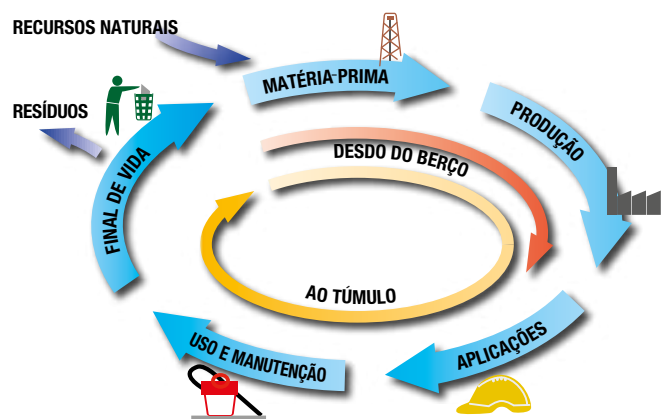 RECURSOS NATURAIS
MATÉRIA-PRIMA
PRODUÇÃO
RESÍDUOS
FINAL DE VIDA
DESDO DO BERÇO
AO TÚMULO
APLICAÇÕES
USO E MANUTENÇÃO